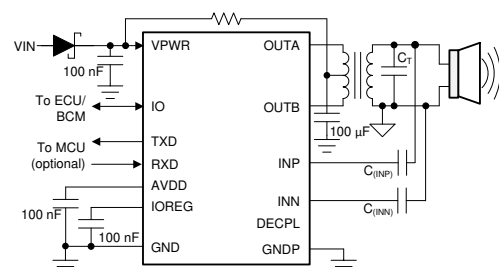 VIN
100 nF
To ECU/
BCM
To MCU
(optional)
100 nF
100 nF
VPWR
IO
TXD
RXD
AVDD
IOREG
GND
OUTA
OUTB
INP
INN
DECPL
GNDP
CT
100 µF
C(INP)
C(INN)